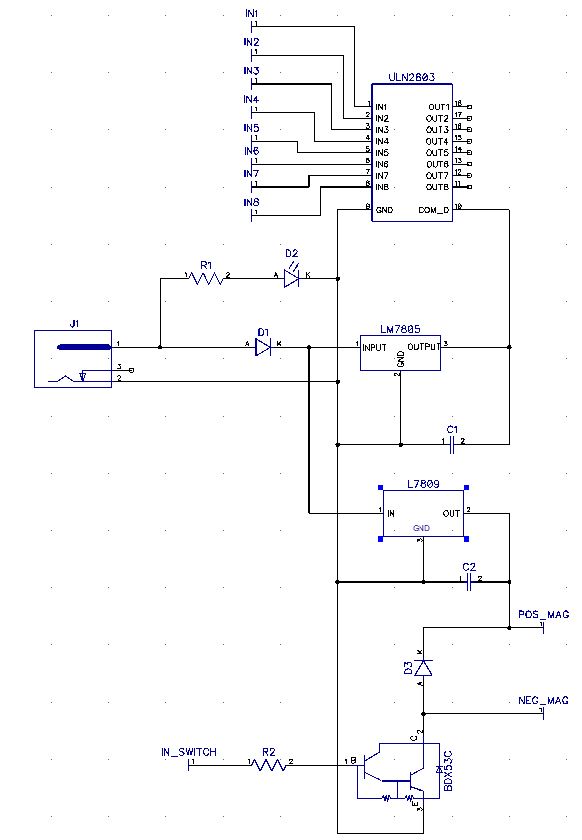 IN1
1
IN2
1
IN3
1
IN4
1
IN5
1
IN6
1
IN7
1
IN8
1
ULN2803
1 IN1 OUT1 18
2 IN2 OUT2 17
3 IN3 OUT3 16
4 IN4 OUT4 15
5 IN5 OUT5 14
6 IN6 OUT6 13
7 IN7 OUT7 12
8 IN8 OUT8 11
9 GND COM_D 10
D2
R1
1 2 A K
J1
1
3
2
D1
A K
LM7805
1 INPUT OUTPUT 3
GND
2
C1
1 2
L7809
1 IN OUT 2
GND
3
C2
1 2
POS_MAG
1
K
D3
A
NEG_MAG
1
C 2
IN_SWITCH
1
R2
1 2
1 B
BDX53C
E 3